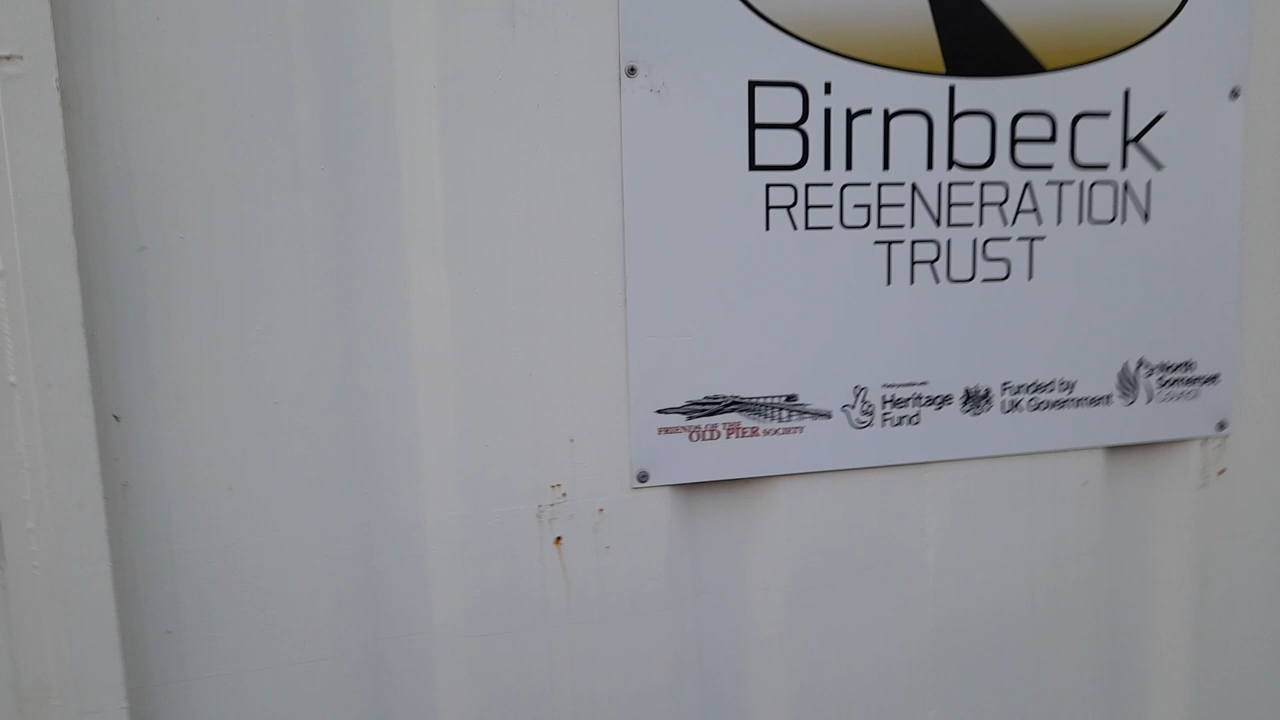 Birnbeck
REGENERATION
TRUST
FRIENDS OF THE
OLD PIER SOCIETY
Heritage
Fund
Funded by
UK Government
North
Somerset
Council